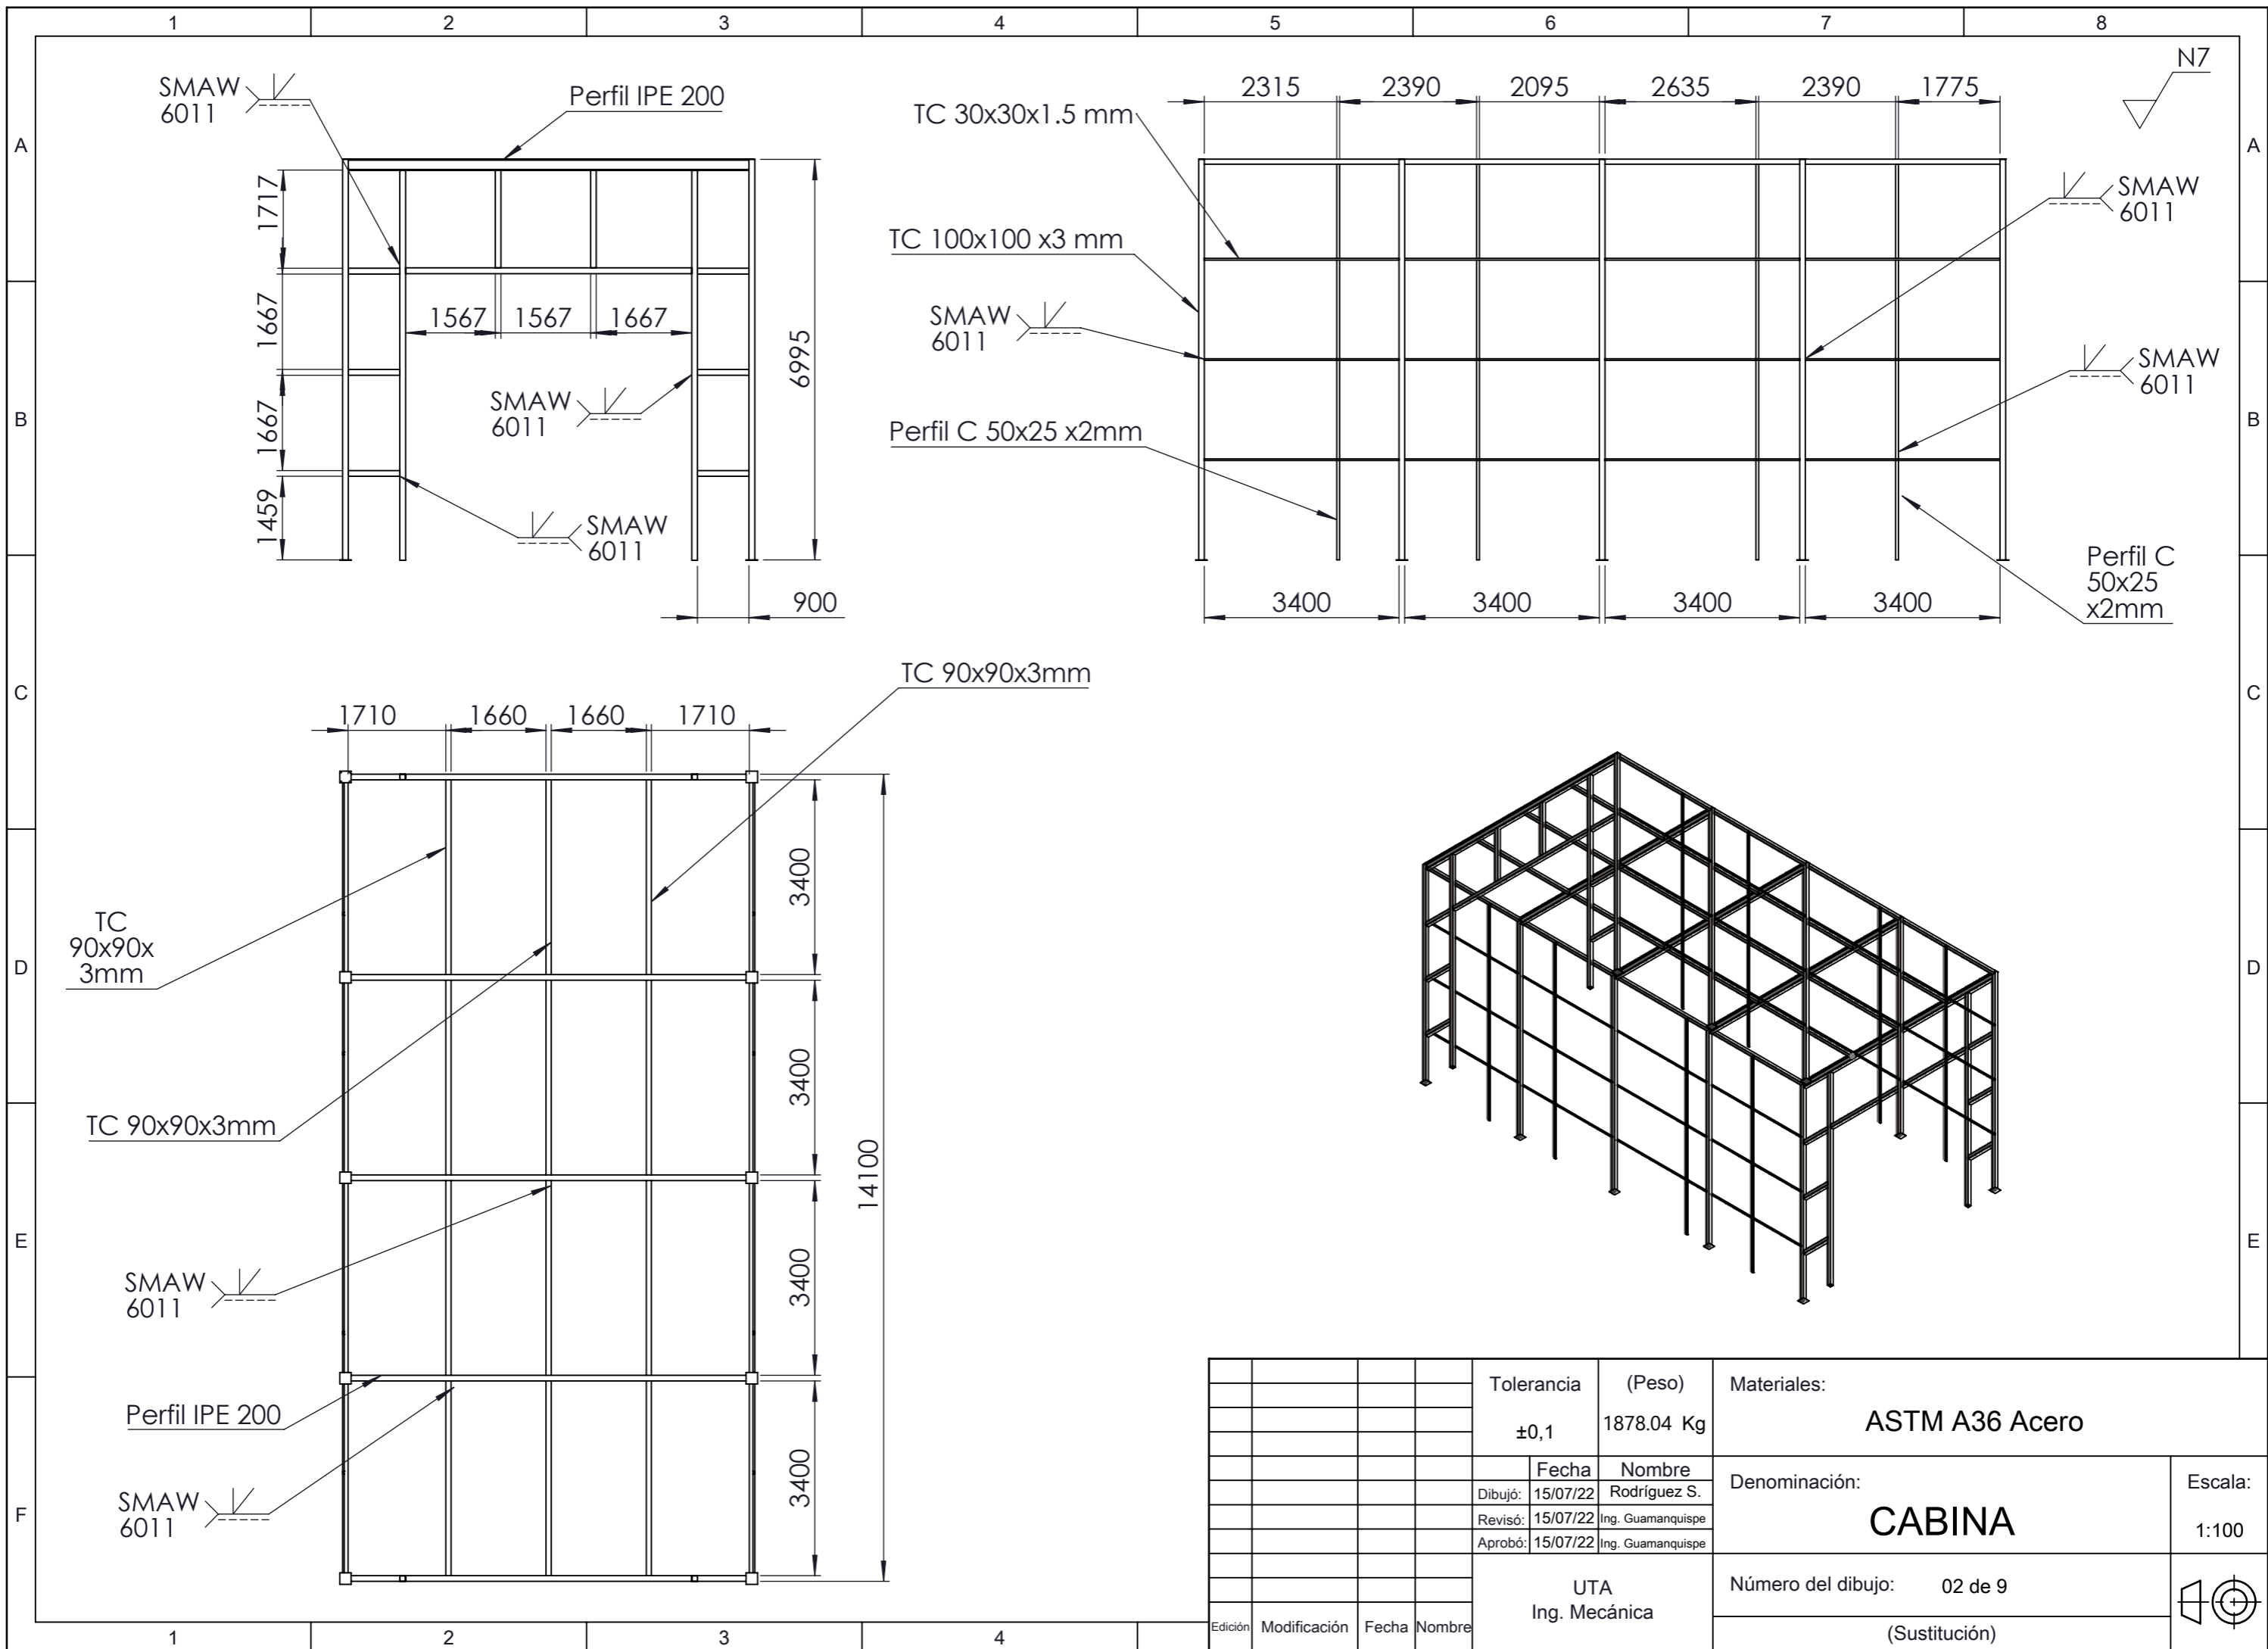 1 2 3 4 5 6 7 8
A
B
C
D
E
F
A
B
C
D
E
SMAW
6011
Perfil IPE 200
1717
1667
1667
1459
1567 1567 1667
6995
SMAW
6011
SMAW
6011
900
2315 2390 2095 2635 2390 1775
N7
TC 30x30x1.5 mm
TC 100x100 x3 mm
SMAW
6011
Perfil C 50x25 x2mm
SMAW
6011
SMAW
6011
Perfil C
50x25
x2mm
3400 3400 3400 3400
TC 90x90x3mm
1710 1660 1660 1710
TC
90x90x
3mm
TC 90x90x3mm
SMAW
6011
Perfil IPE 200
SMAW
6011
3400
3400
3400
3400
14100
Tolerancia
±0,1
(Peso)
1878.04 Kg
Materiales:
ASTM A36 Acero
Fecha Nombre
Dibujó: 15/07/22 Rodríguez S.
Revisó: 15/07/22 Ing. Guamanquispe
Aprobó: 15/07/22 Ing. Guamanquispe
Denominación:
CABINA
Escala:
1:100
UTA
Ing. Mecánica
Número del dibujo: 02 de 9
(Sustitución)
Edición Modificación Fecha Nombre
1 2 3 4